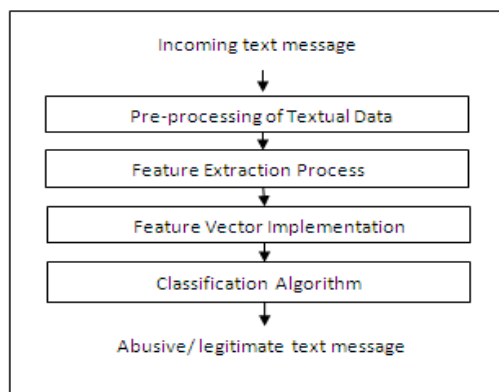 Incoming text message
Pre-processing of Textual Data
Feature Extraction Process
Feature Vector Implementation
Classification Algorithm
Abusive/legitimate text message